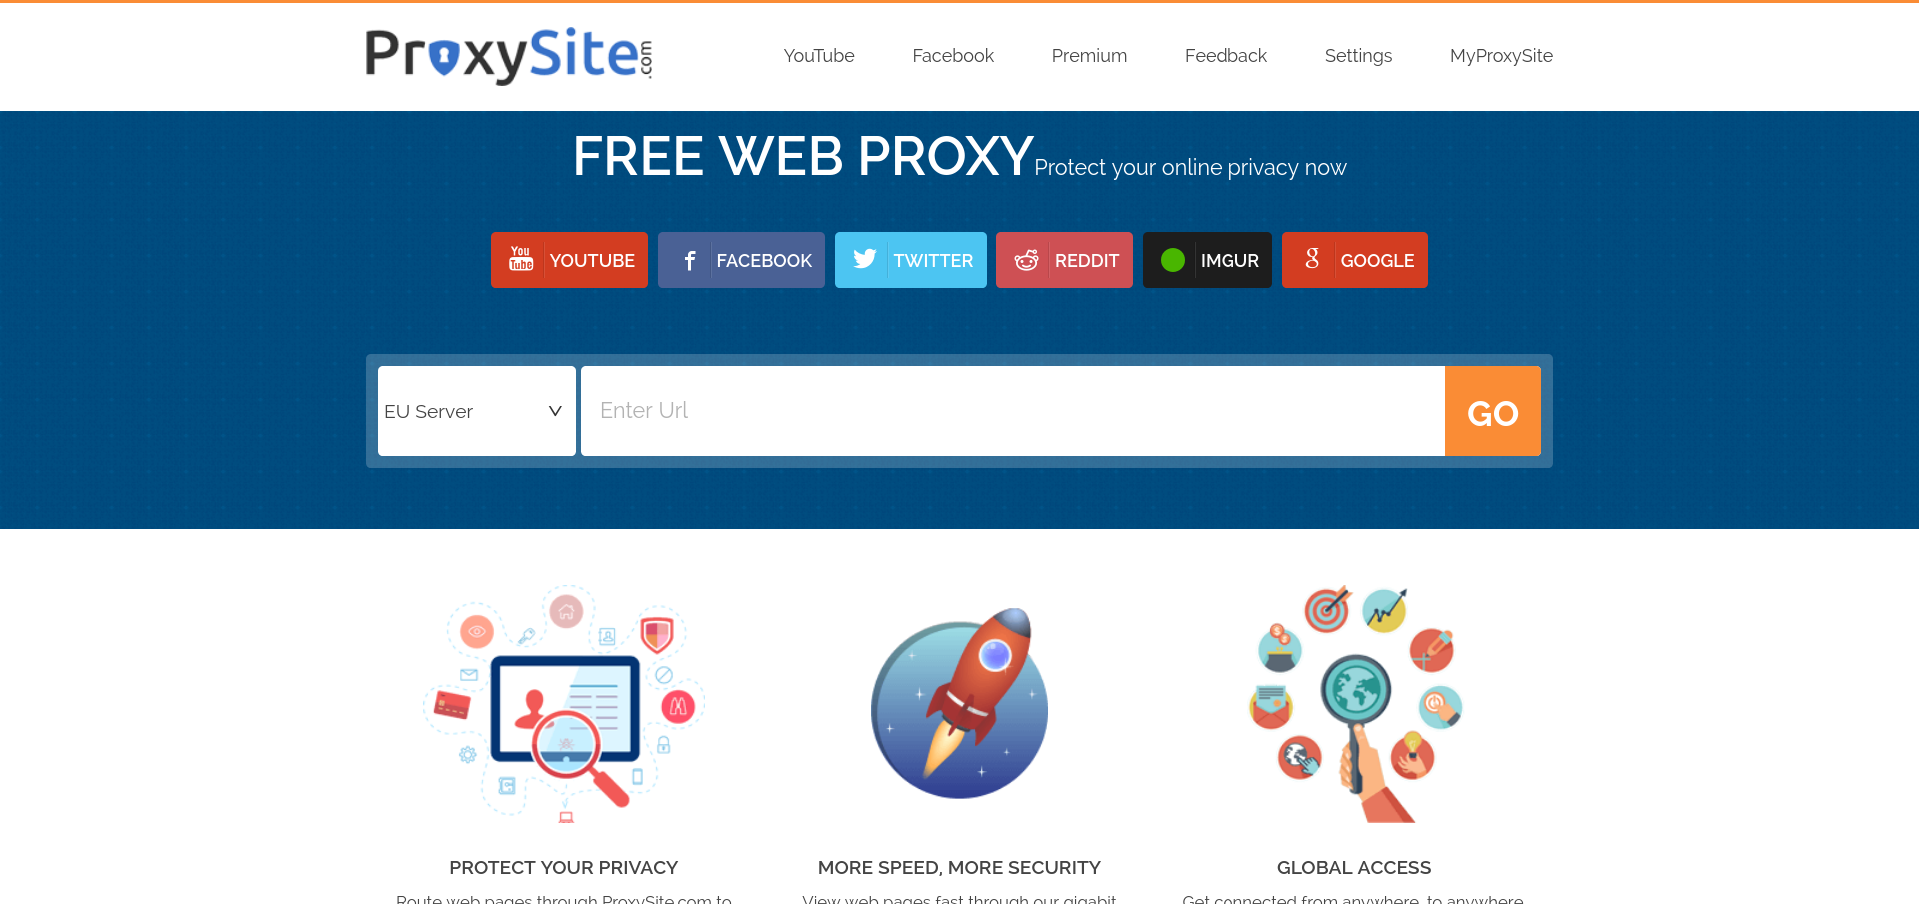 ProxySite.com
YouTube Facebook Premium Feedback Settings MyProxySite
FREE WEB PROXY Protect your online privacy now
You Tube YOUTUBE FACEBOOK TWITTER REDDIT IMGUR GOOGLE
EU Server Enter Url GO
PROTECT YOUR PRIVACY MORE SPEED, MORE SECURITY GLOBAL ACCESS
Route web pages through ProxySite.com to View web pages fast through our gigabit Get connected from anywhere, to anywhere